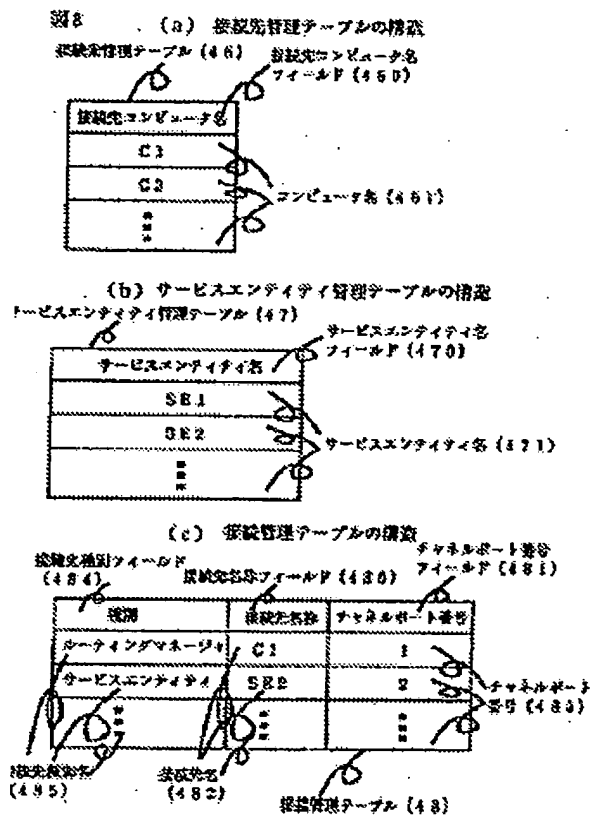 図8
(a) 接続先管理テーブルの構造
接続先管理テーブル (46)
接続先コンピュータ名
フィールド (460)
接続先コンピュータ名
C1
C2
コンピュータ名 (461)
(b) サービスエンティティ管理テーブルの構造
サービスエンティティ管理テーブル (47)
サービスエンティティ名
フィールド (470)
サービスエンティティ名
SE1
SE2
サービスエンティティ名 (471)
(c) 接続管理テーブルの構造
接続先種別フィールド
(484)
接続先名称フィールド (480)
チャネルポート番号
フィールド (481)
種別 接続先名称 チャネルポート番号
ルーティングマネージャ C1 1
サービスエンティティ SE2 2
チャネルポート
番号 (483)
接続先種別名
(485)
接続先名
(482)
接続管理テーブル (48)